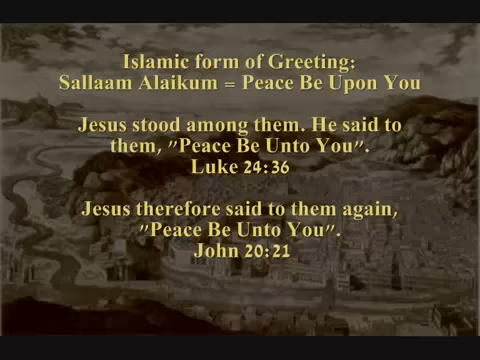 Islamic form of Greeting:
Sallaam Alaikum = Peace Be Upon You
Jesus stood among them. He said to
them, "Peace Be Unto You".
Luke 24:36
Jesus therefore said to them again,
"Peace Be Unto You".
John 20:21